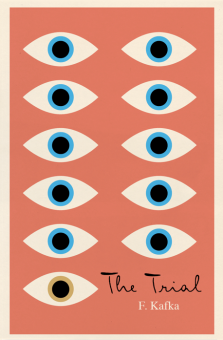 The Trial
F. Kafka